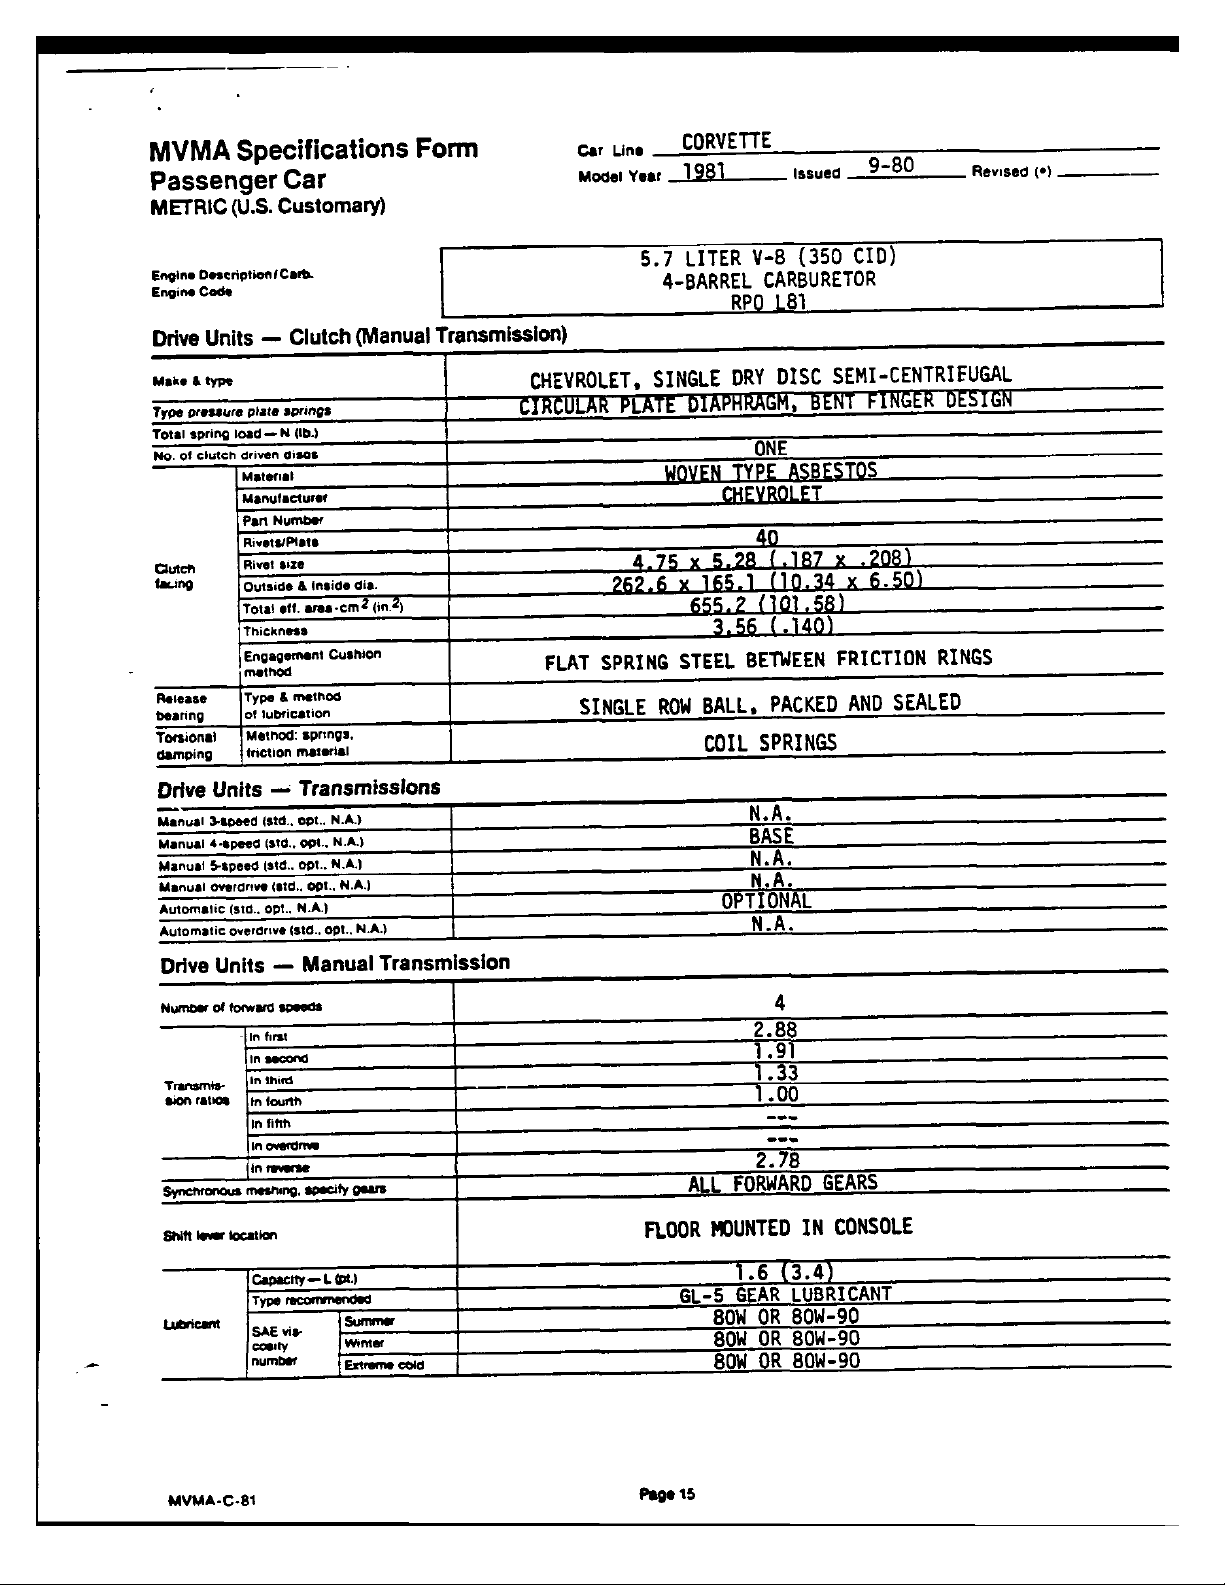 MVMA Specifications Form
Passenger Car
METRIC (U.S. Customary)
Car Line CORVETTE
Model Year 1981 Issued 9-80 Revised (•)
Engine Description/Carb.
Engine Code
5.7 LITER V-8 (350 CID)
4-BARREL CARBURETOR
RPO L81
Drive Units — Clutch (Manual Transmission)
Make & type CHEVROLET, SINGLE DRY DISC SEMI-CENTRIFUGAL
Type pressure plate springs CIRCULAR PLATE DIAPHRAGM, BENT FINGER DESIGN
Total spring load — N (lb.)
No. of clutch driven discs ONE
Clutch facing
Material WOVEN TYPE ASBESTOS
Manufacturer CHEVROLET
Part Number
Rivets/Plate 40
Rivet size 4.75 x 5.28 (.187 x .208)
Outside & Inside dia. 262.6 x 165.1 (10.34 x 6.50)
Total eff. area-cm² (in.²) 655.2 (101.58)
Thickness 3.56 (.140)
Engagement Cushion method FLAT SPRING STEEL BETWEEN FRICTION RINGS
Release bearing Type & method of lubrication SINGLE ROW BALL, PACKED AND SEALED
Torsional damping Method: springs, friction material COIL SPRINGS
Drive Units — Transmissions
Manual 3-speed (std., opt., N.A.) N.A.
Manual 4-speed (std., opt., N.A.) BASE
Manual 5-speed (std., opt., N.A.) N.A.
Manual overdrive (std., opt., N.A.) N.A.
Automatic (std., opt., N.A.) OPTIONAL
Automatic overdrive (std., opt., N.A.) N.A.
Drive Units — Manual Transmission
Number of forward speeds 4
Transmis-
sion ratios
In first 2.88
In second 1.91
In third 1.33
In fourth 1.00
In fifth ---
In overdrive ---
In reverse 2.78
Synchronous meshing, specify gears ALL FORWARD GEARS
Shift lever location FLOOR MOUNTED IN CONSOLE
Lubricant
Capacity — L (pt.) 1.6 (3.4)
Type recommended GL-5 GEAR LUBRICANT
SAE vis-
cosity
number
Summer 80W OR 80W-90
Winter 80W OR 80W-90
Extreme cold 80W OR 80W-90
MVMA-C-81
Page 15